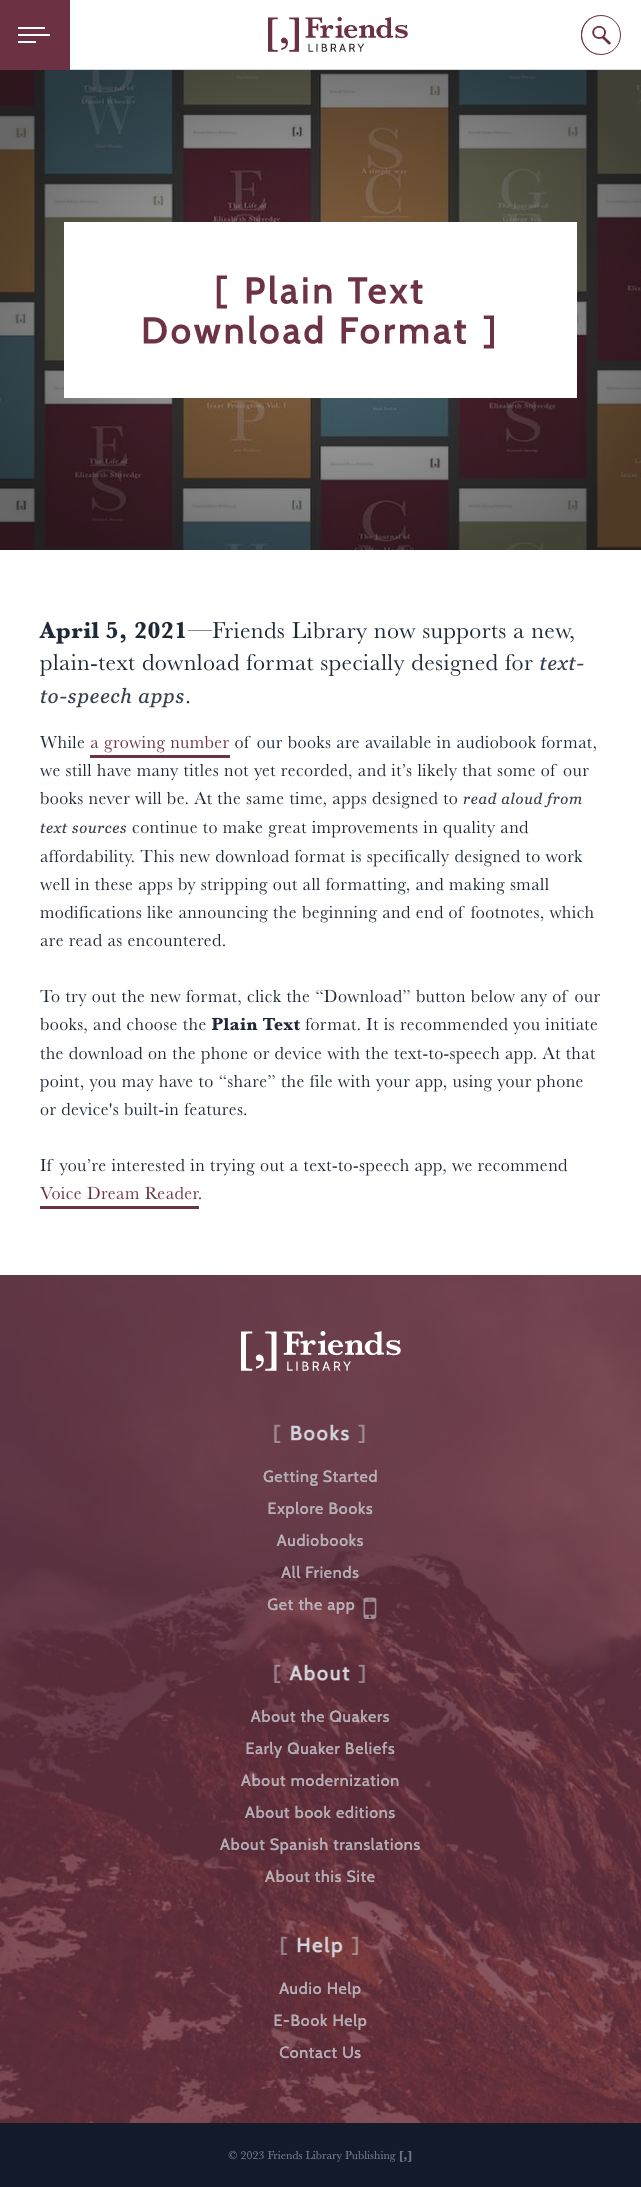 [,] Friends
LIBRARY
The Journal of
Daniel Wheeler
W
[,]
[,]
[,]
[,]
E
The Life of
Elizabeth Stirredge
S
C
A simple way
G
The Journal of
[ Plain Text
Download Format ]
Isaac Penington, Vol. 1
P
Elizabeth Stirredge
S
E
The Life of
Elizabeth Stirredge
S
[,]
[,]
[,]
C
The Journal of
April 5, 2021—Friends Library now supports a new,
plain-text download format specially designed for text-
to-speech apps.
While a growing number of our books are available in audiobook format,
we still have many titles not yet recorded, and it’s likely that some of our
books never will be. At the same time, apps designed to read aloud from
text sources continue to make great improvements in quality and
affordability. This new download format is specifically designed to work
well in these apps by stripping out all formatting, and making small
modifications like announcing the beginning and end of footnotes, which
are read as encountered.
To try out the new format, click the “Download” button below any of our
books, and choose the Plain Text format. It is recommended you initiate
the download on the phone or device with the text-to-speech app. At that
point, you may have to “share” the file with your app, using your phone
or device's built-in features.
If you’re interested in trying out a text-to-speech app, we recommend
Voice Dream Reader.
[,] Friends
LIBRARY
[ Books ]
Getting Started
Explore Books
Audiobooks
All Friends
Get the app
[ About ]
About the Quakers
Early Quaker Beliefs
About modernization
About book editions
About Spanish translations
About this Site
[ Help ]
Audio Help
E-Book Help
Contact Us
© 2023 Friends Library Publishing [,]